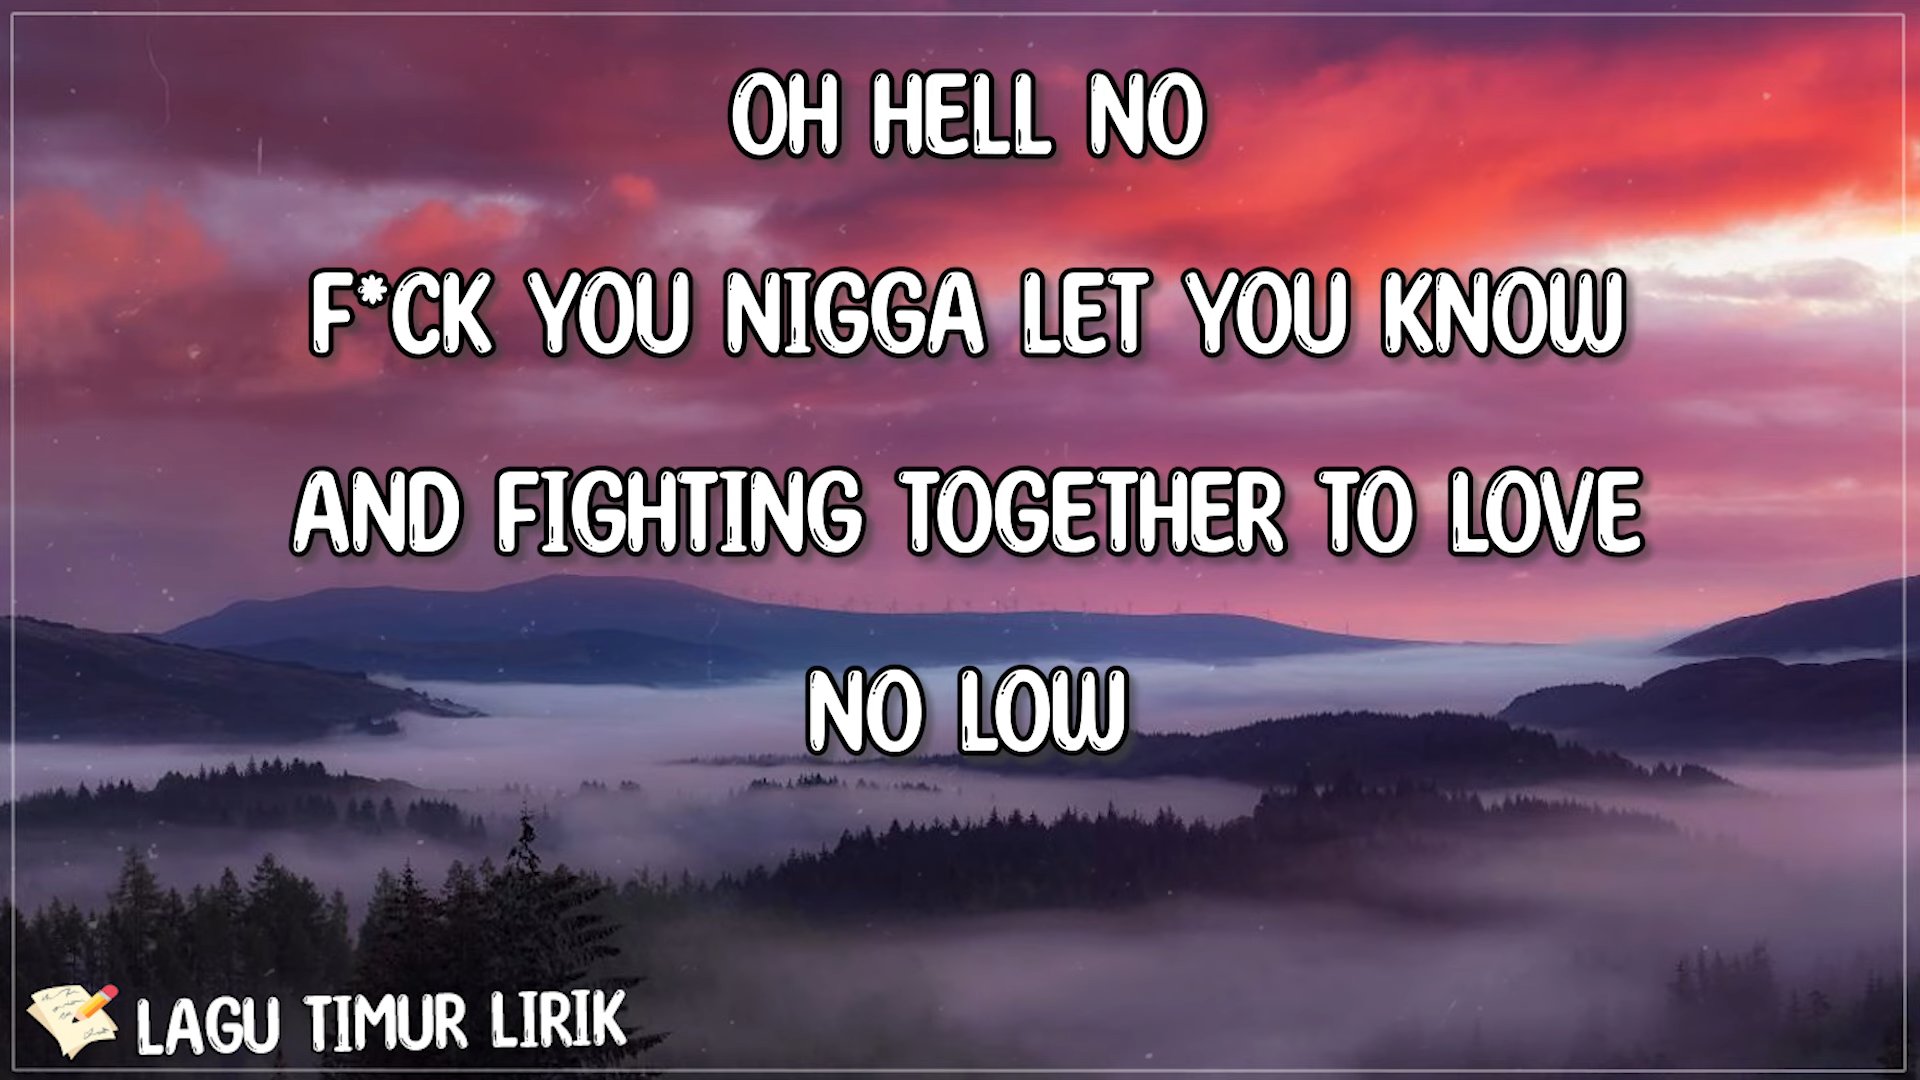 OH HELL NO
F*CK YOU NIGGA LET YOU KNOW
AND FIGHTING TOGETHER TO LOVE
NO LOW
LAGU TIMUR LIRIK